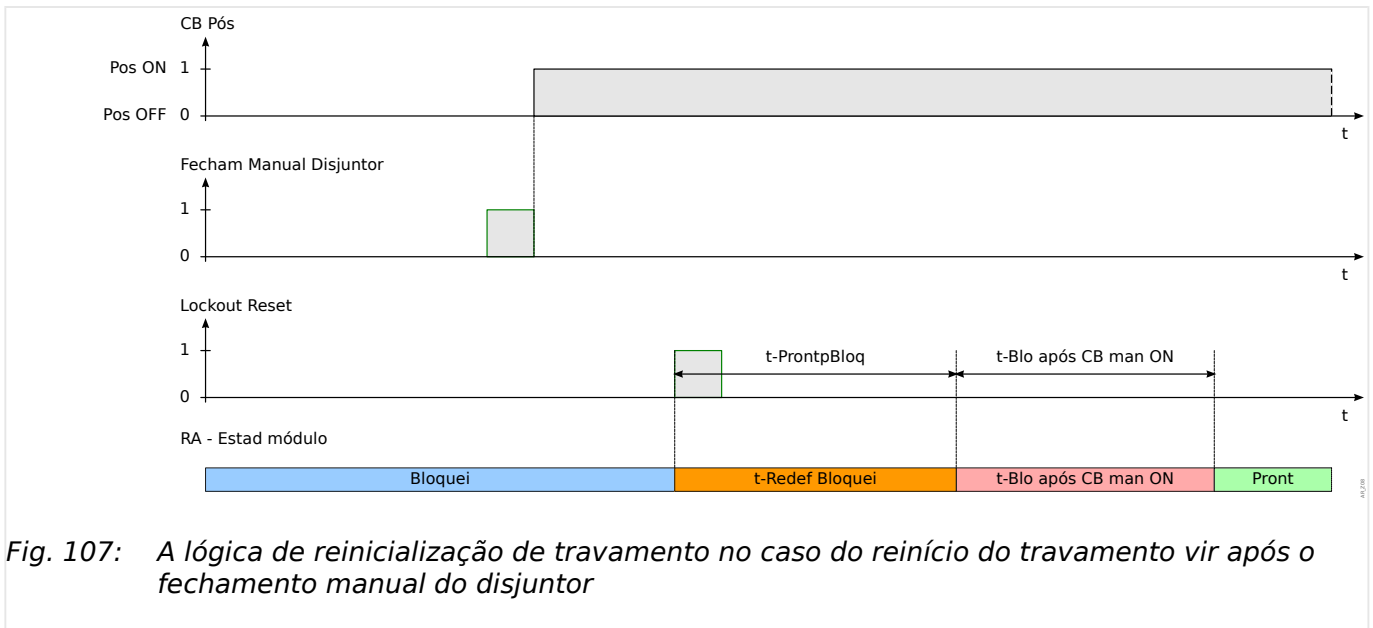 CB Pós
Pos ON 1
Pos OFF 0
t
Fecham Manual Disjuntor
1
0
t
Lockout Reset
1
t-ProntpBloq t-Blo após CB man ON
0
t
RA - Estad módulo
Bloquei t-Redef Bloquei t-Blo após CB man ON Pront
Fig. 107: A lógica de reinicialização de travamento no caso do reinício do travamento vir após o
fechamento manual do disjuntor